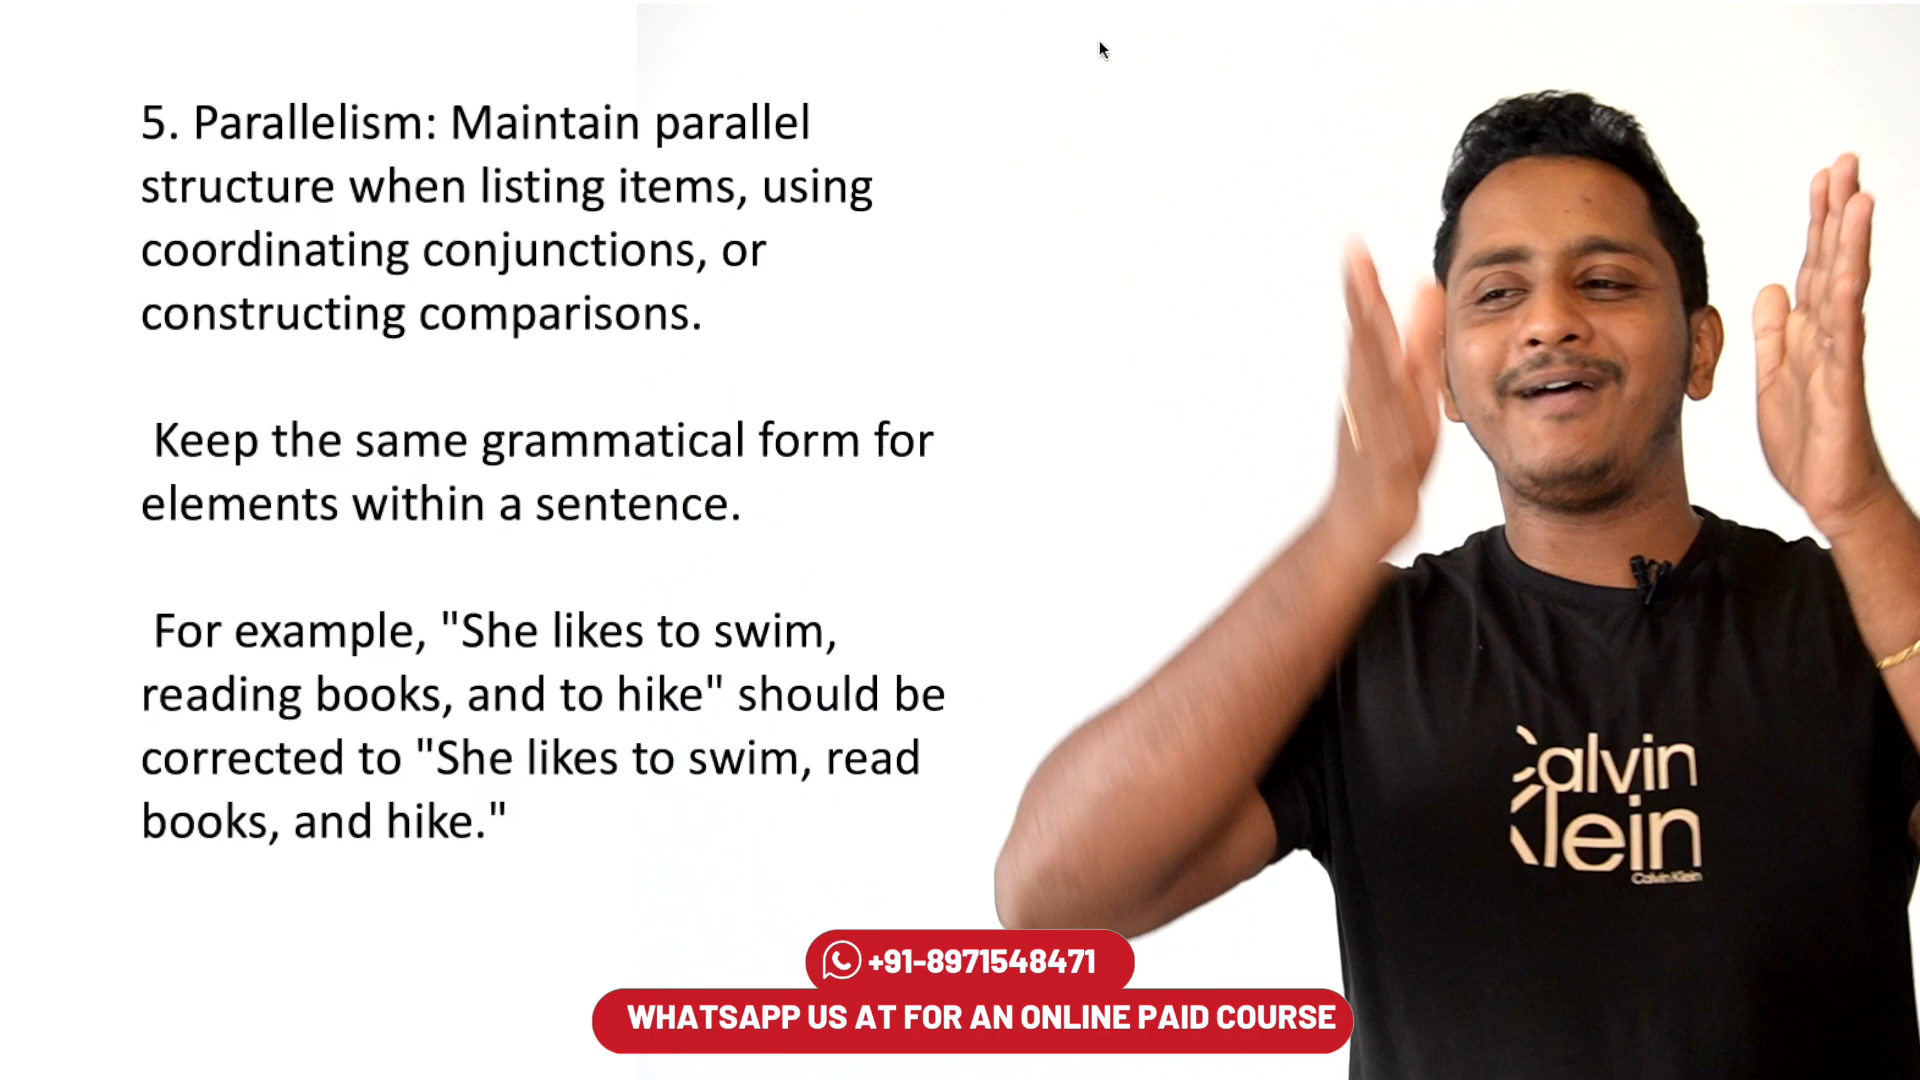 5. Parallelism: Maintain parallel
structure when listing items, using
coordinating conjunctions, or
constructing comparisons.
Keep the same grammatical form for
elements within a sentence.
For example, "She likes to swim,
reading books, and to hike" should be
corrected to "She likes to swim, read
books, and hike."
alvin
Klein
Calvin Klein
+91-8971548471
WHATSAPP US AT FOR AN ONLINE PAID COURSE